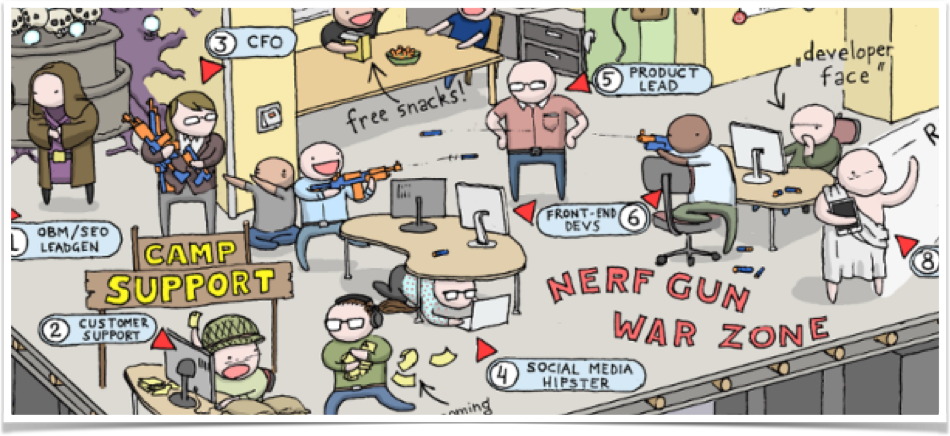 3 CFO
free snacks!
5 PRODUCT
LEAD
"developer
face"
R
1 OBM/SEO
LEADGEN
CAMP
SUPPORT
2 CUSTOMER
SUPPORT
FRONT-END
DEVS 6
8
NERF GUN
WAR ZONE
4 SOCIAL MEDIA
HIPSTER